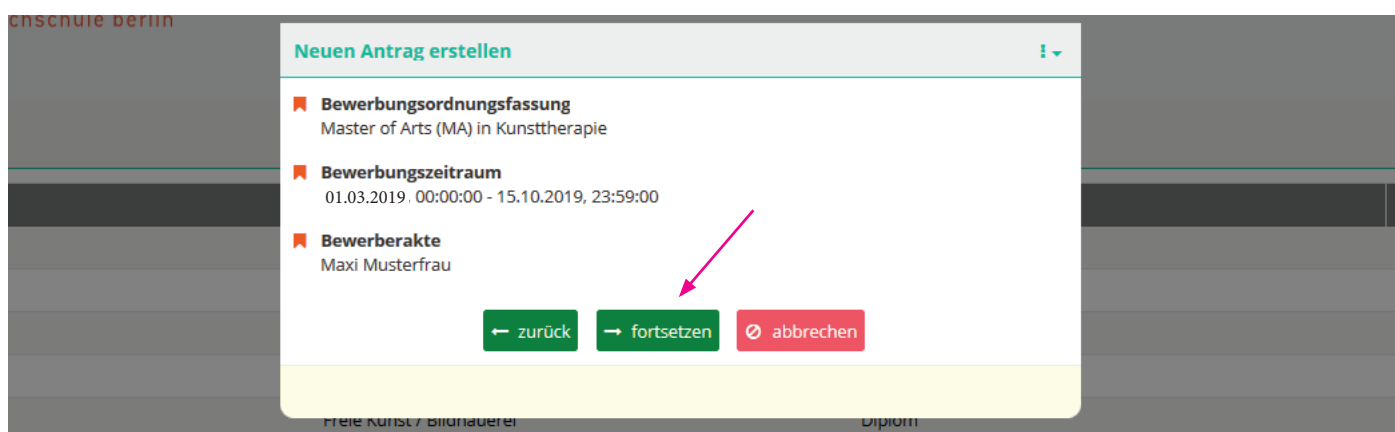 chschule berlin
Neuen Antrag erstellen
Bewerbungsordnungsfassung
Master of Arts (MA) in Kunsttherapie
Bewerbungszeitraum
01.03.2019, 00:00:00 - 15.10.2019, 23:59:00
Bewerberakte
Maxi Musterfrau
zurück fortsetzen abbrechen
Freie Kunst / Bildhauerei Diplom